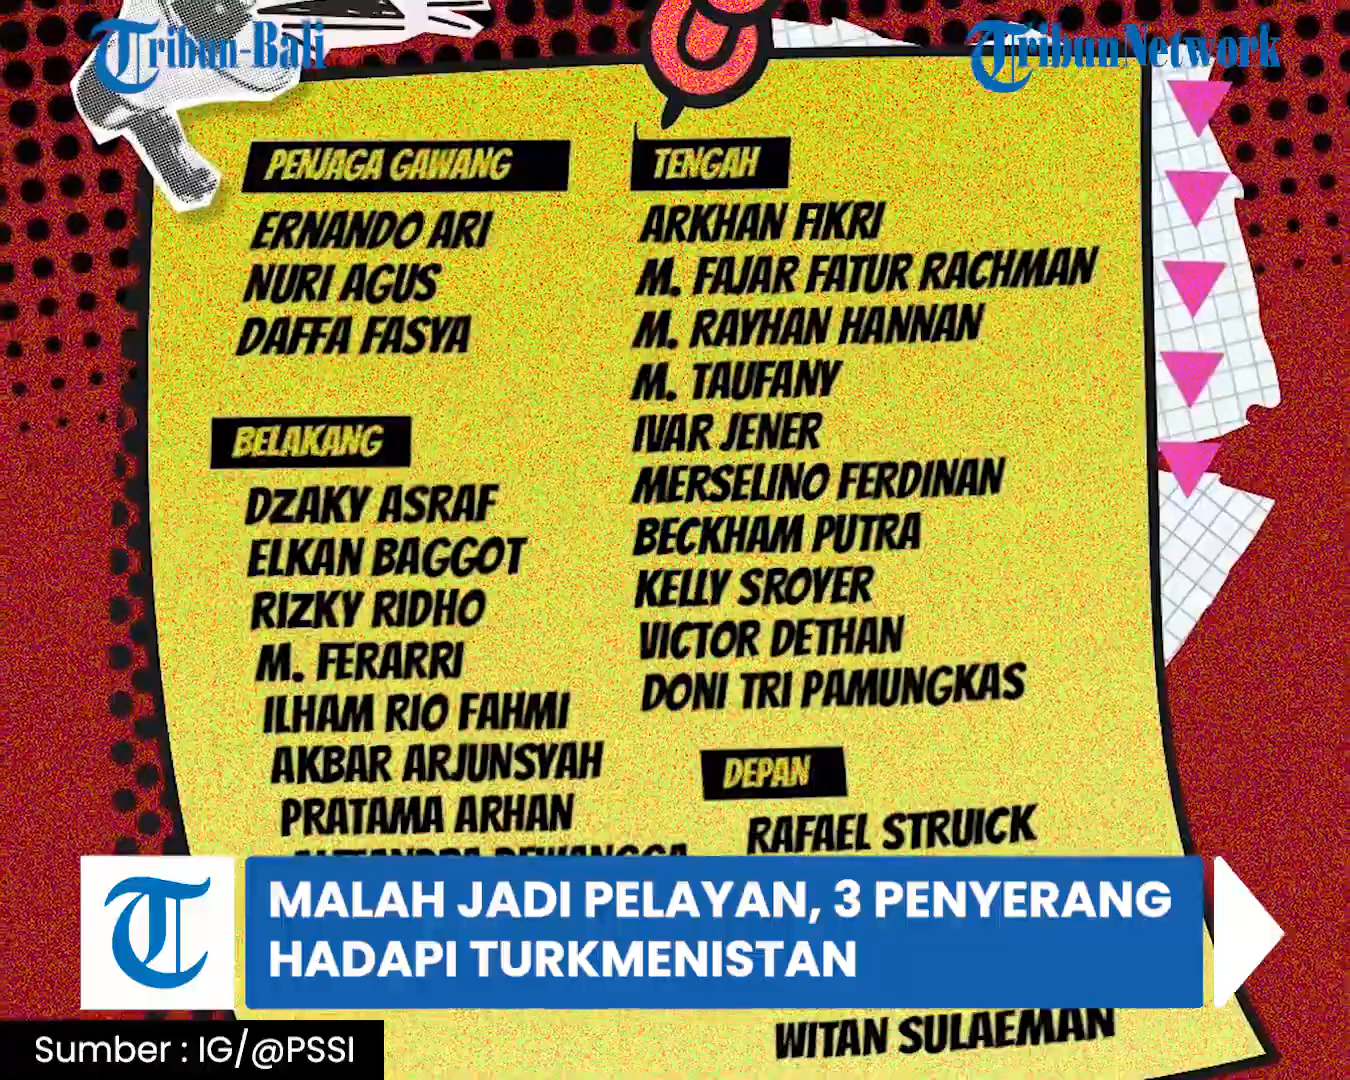 Tribun-Bali
TribunNetwork
PENJAGA GAWANG
ERNANDO ARI
NURI AGUS
DAFFA FASYA
BELAKANG
DZAKY ASRAF
ELKAN BAGGOT
RIZKY RIDHO
M. FERARRI
ILHAM RIO FAHMI
AKBAR ARJUNSYAH
PRATAMA ARHAN
TENGAH
ARKHAN FIKRI
M. FAJAR FATUR RACHMAN
M. RAYHAN HANNAN
M. TAUFANY
IVAR JENER
MERSELINO FERDINAN
BECKHAM PUTRA
KELLY SROYER
VICTOR DETHAN
DONI TRI PAMUNGKAS
DEPAN
RAFAEL STRUICK
WITAN SULAEMAN
T
MALAH JADI PELAYAN, 3 PENYERANG
HADAPI TURKMENISTAN
Sumber : IG/@PSSI